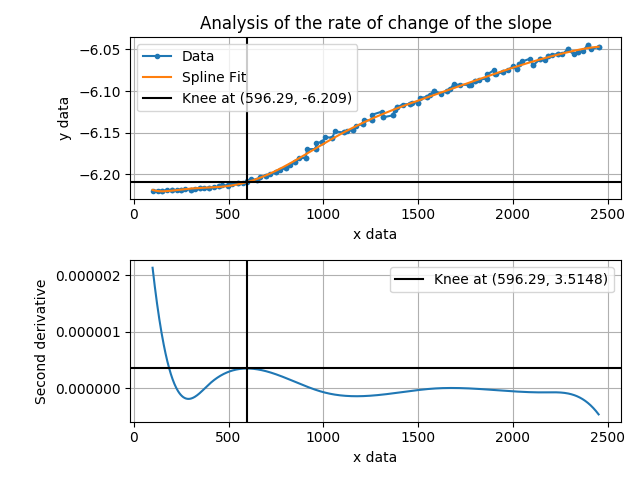 Analysis of the rate of change of the slope
y data
−6.05
−6.10
−6.15
−6.20
Data
Spline Fit
Knee at (596.29, -6.209)
0
500
1000
1500
2000
2500
x data
Second derivative
0.000002
0.000001
0.000000
Knee at (596.29, 3.5148)
0
500
1000
1500
2000
2500
x data